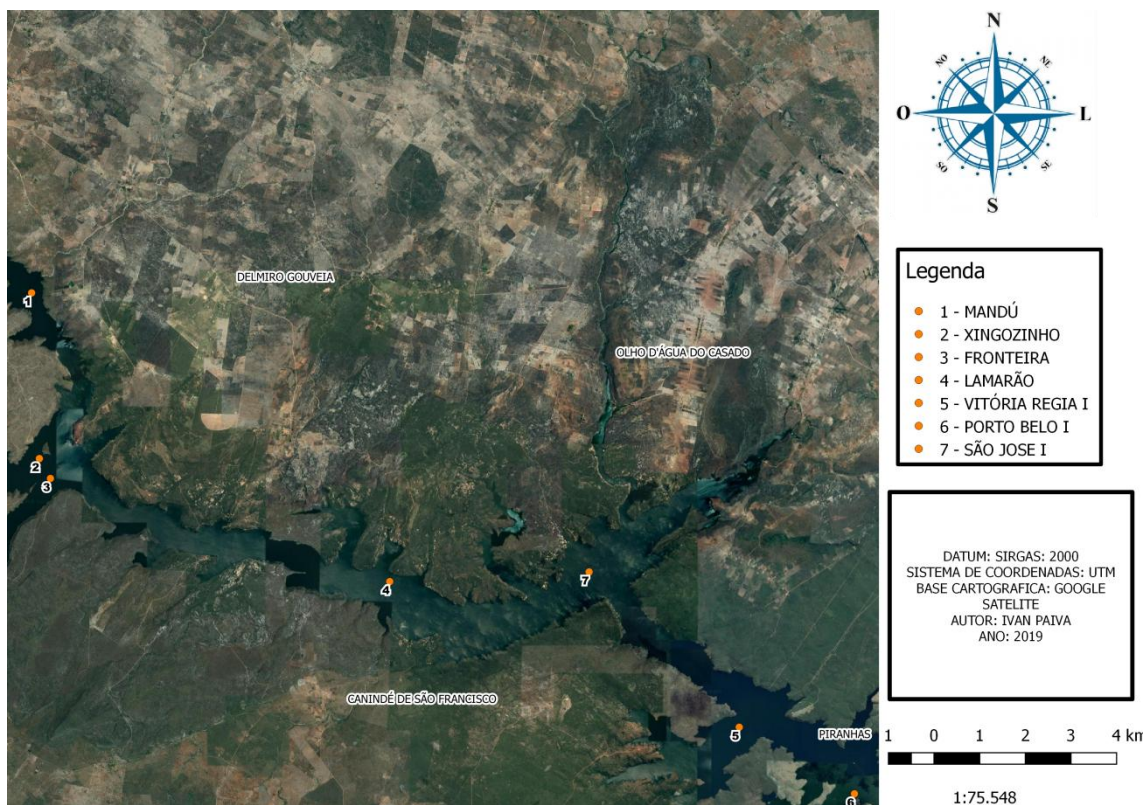 DELMIRO GOUVEIA
1
OLHO D'ÁGUA DO CASADO
2
3
4
7
CANINDÉ DE SÃO FRANCISCO
5
PIRANHAS
6
N
NO
NE
O
L
SO
SE
S
Legenda
1 - MANDÚ
2 - XINGOZINHO
3 - FRONTEIRA
4 - LAMARÃO
5 - VITÓRIA REGIA I
6 - PORTO BELO I
7 - SÃO JOSE I
DATUM: SIRGAS: 2000
SISTEMA DE COORDENADAS: UTM
BASE CARTOGRAFICA: GOOGLE
SATELITE
AUTOR: IVAN PAIVA
ANO: 2019
1 0 1 2 3 4 km
1:75.548